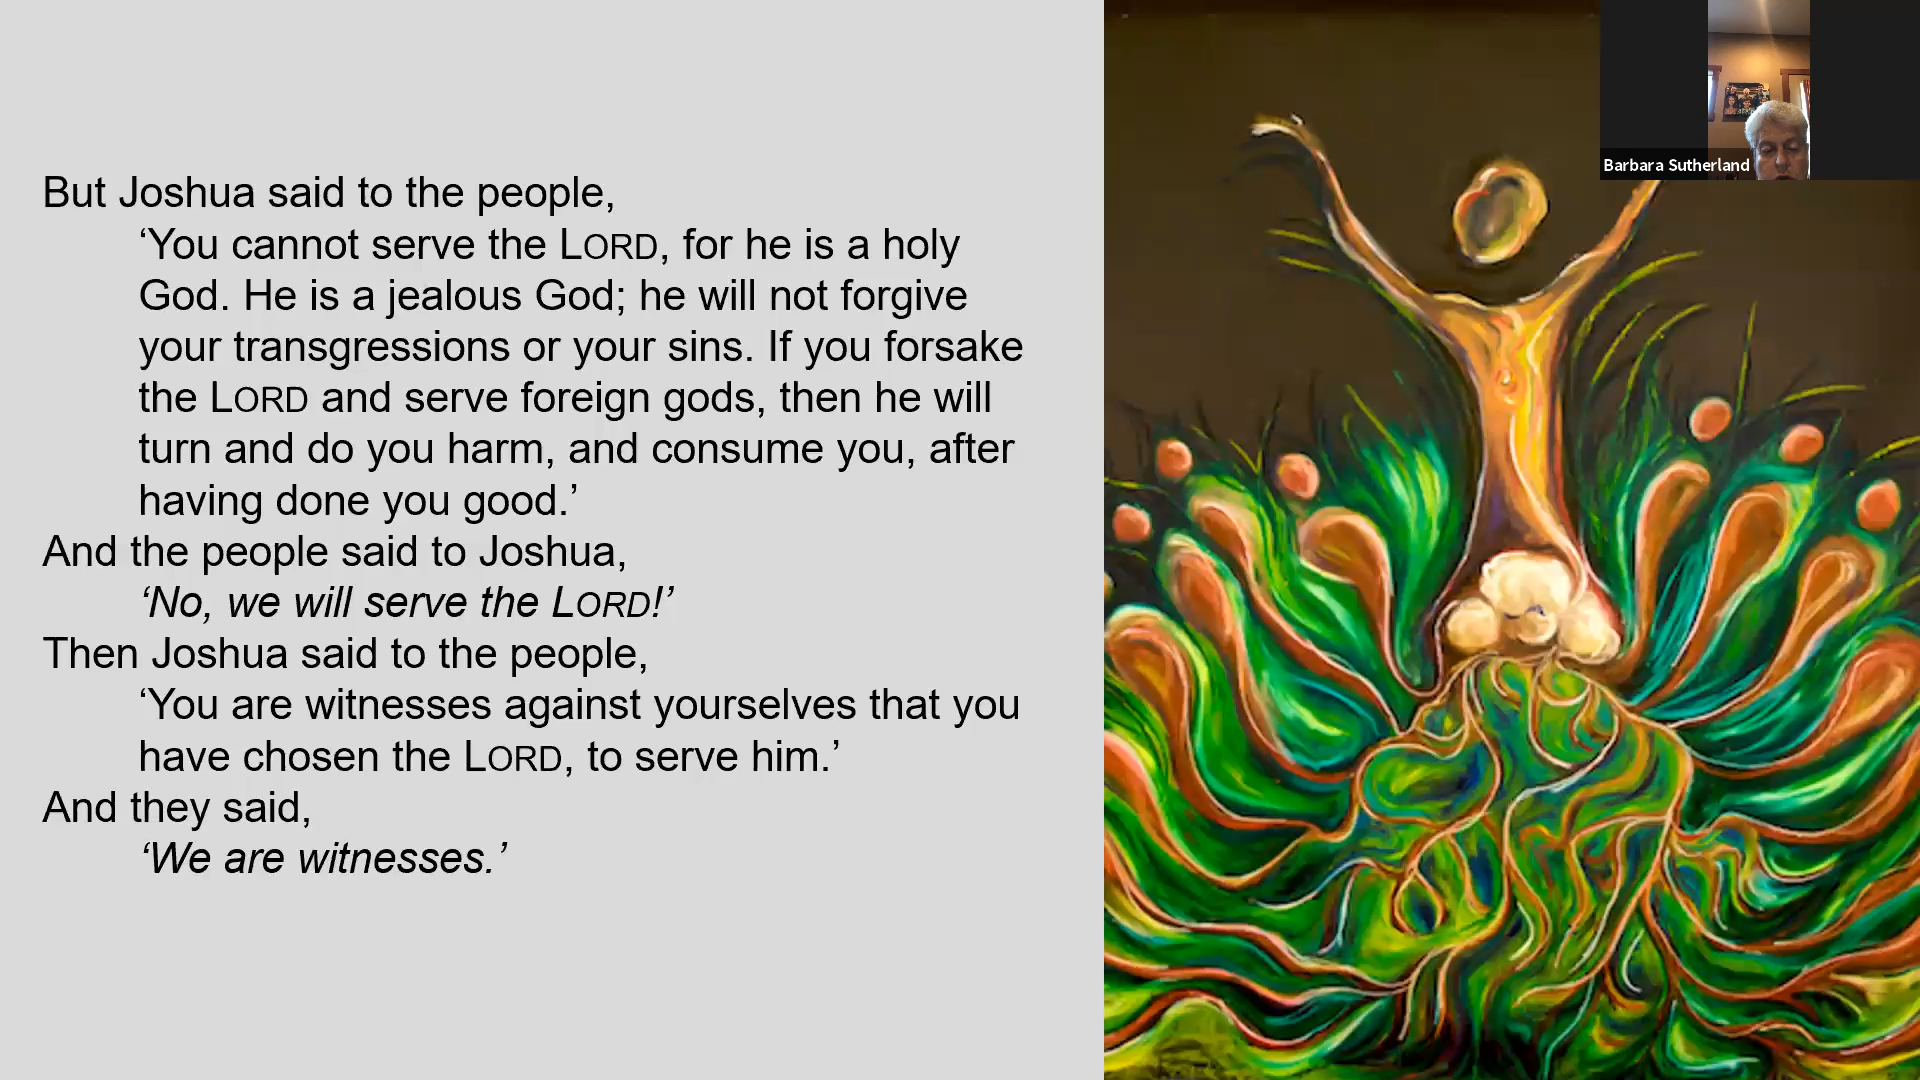 But Joshua said to the people,
‘You cannot serve the LORD, for he is a holy
God. He is a jealous God; he will not forgive
your transgressions or your sins. If you forsake
the LORD and serve foreign gods, then he will
turn and do you harm, and consume you, after
having done you good.’
And the people said to Joshua,
‘No, we will serve the LORD!’
Then Joshua said to the people,
‘You are witnesses against yourselves that you
have chosen the LORD, to serve him.’
And they said,
‘We are witnesses.’
Barbara Sutherland